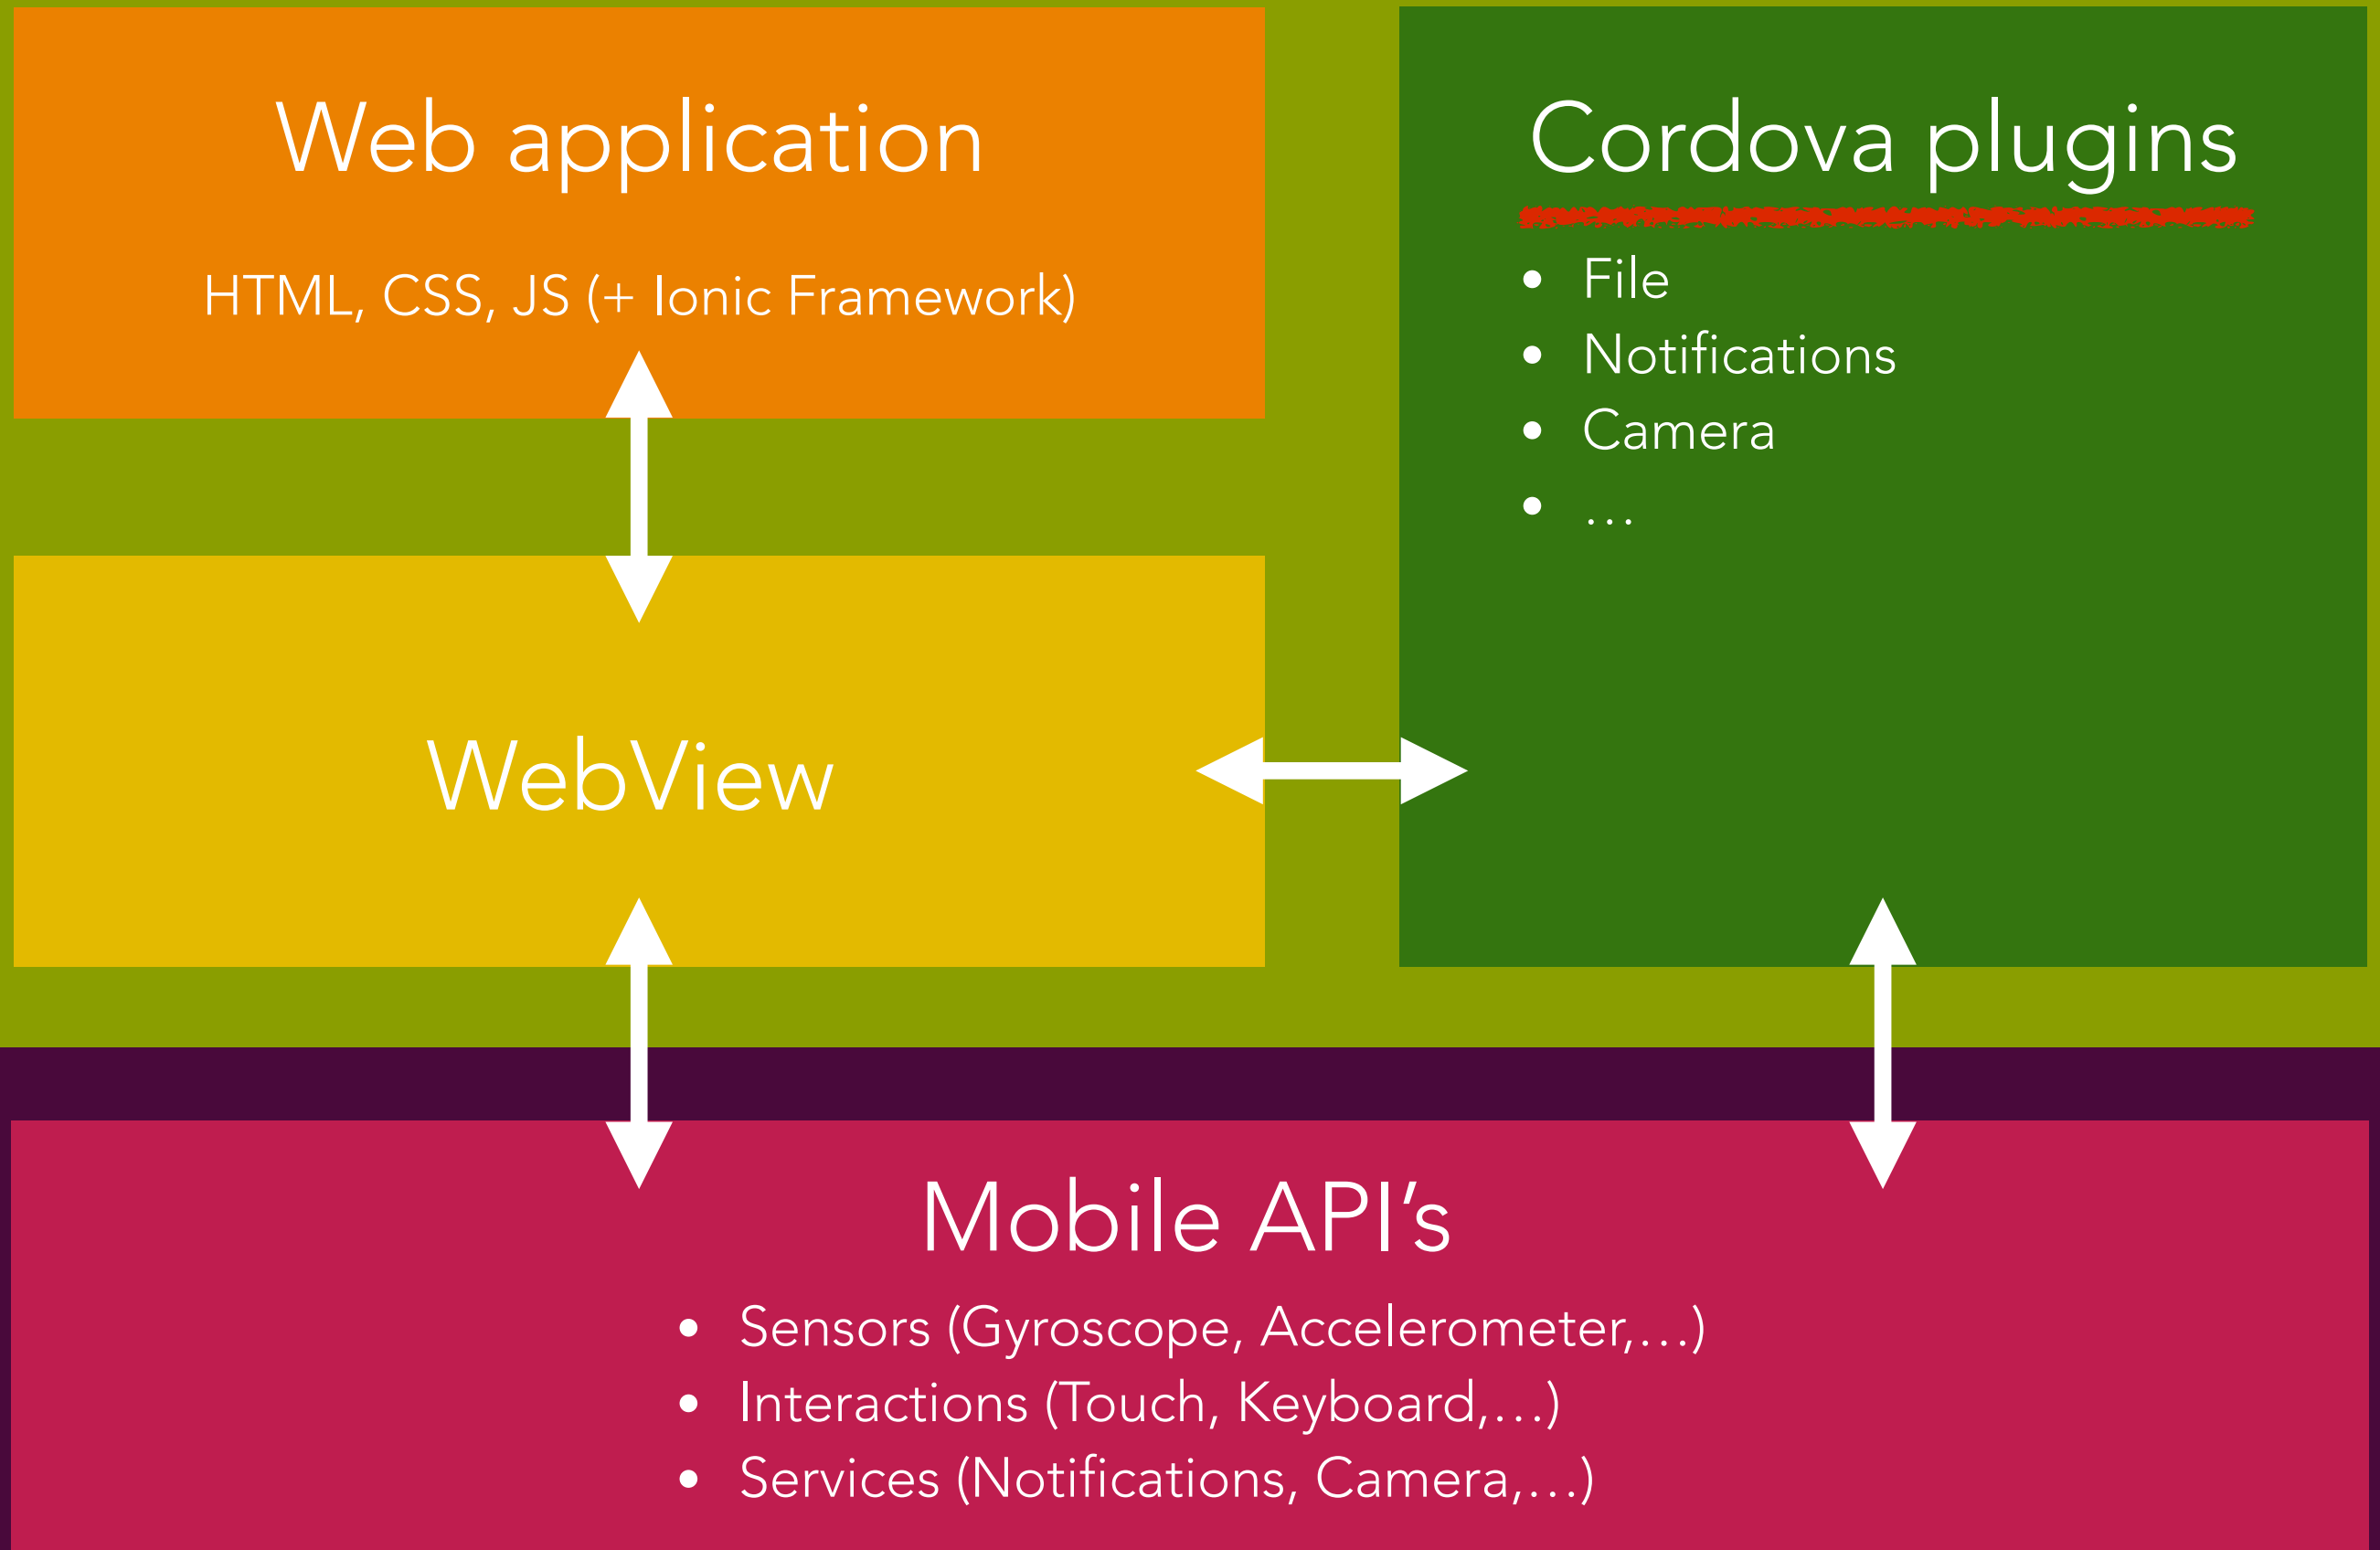 Web application
HTML, CSS, JS (+ Ionic Framework)
Cordova plugins
• File
• Notifications
• Camera
• …
WebView
Mobile API’s
• Sensors (Gyroscope, Accelerometer,…)
• Interactions (Touch, Keyboard,…)
• Services (Notifications, Camera,…)